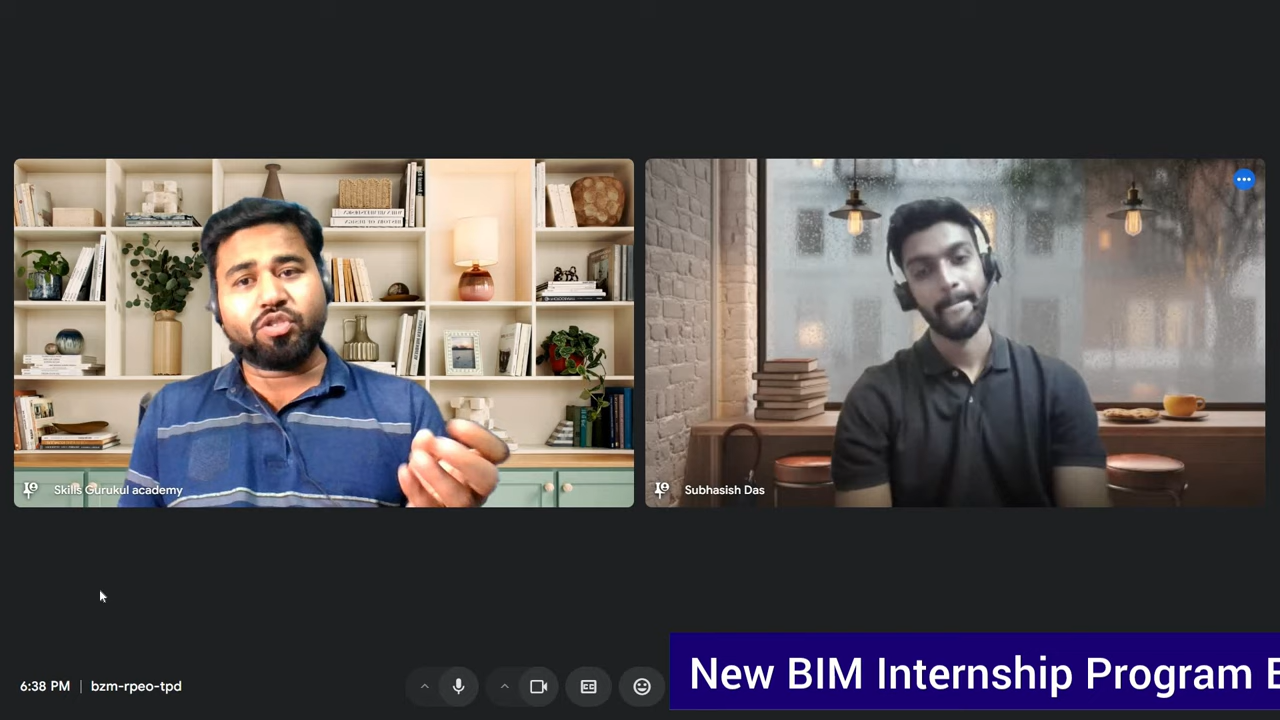 Skills Gurukul academy
Subhasish Das
6:38 PM
bzm-rpeo-tpd
New BIM Internship Program